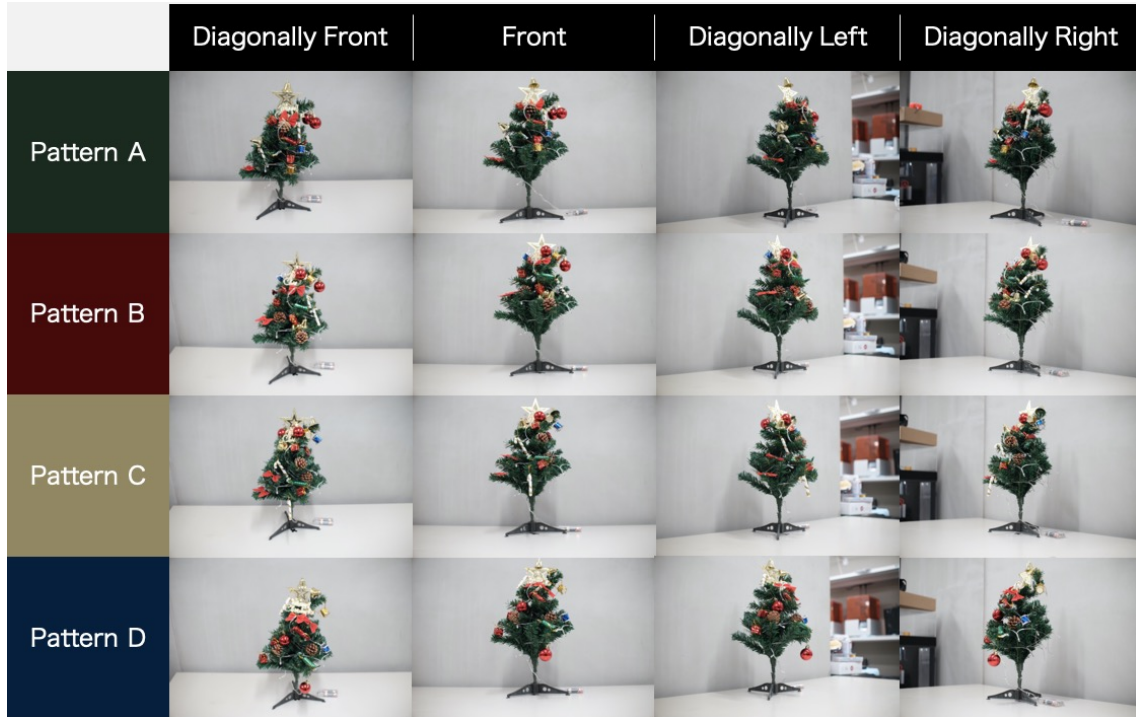 Diagonally Front
Front
Diagonally Left
Diagonally Right
Pattern A
Pattern B
Pattern C
Pattern D